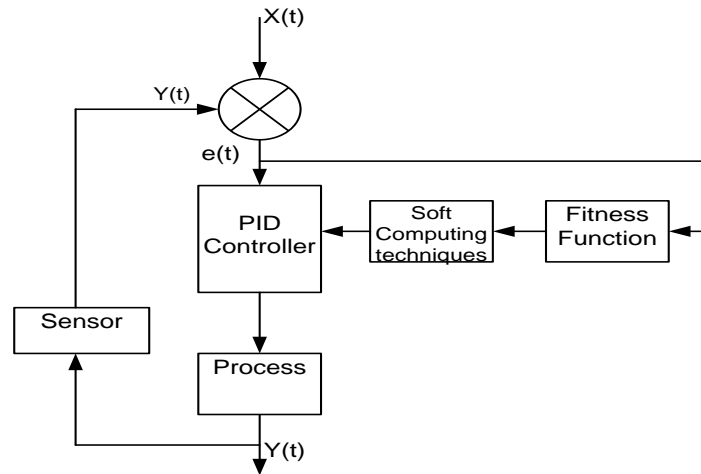 X(t)
Y(t)
e(t)
PID
Controller
Soft
Computing
techniques
Fitness
Function
Sensor
Process
Y(t)